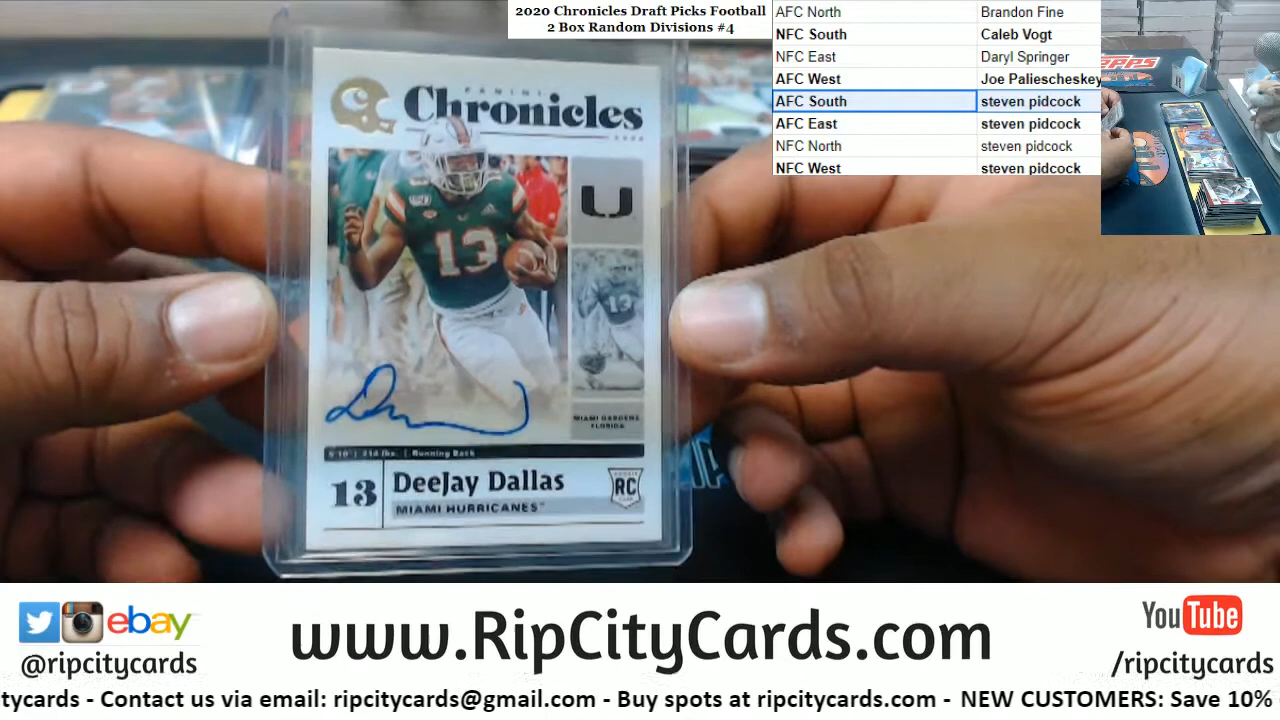 2020 Chronicles Draft Picks Football
2 Box Random Divisions #4
AFC North Brandon Fine
NFC South Caleb Vogt
NFC East Daryl Springer
AFC West Joe Paliescheskey
AFC South steven pidcock
AFC East steven pidcock
NFC North steven pidcock
NFC West steven pidcock
PANINI
Chronicles
U
13
13
MIAMI GARDENS
FLORIDA
5'10" | 214 lbs. | Running Back
13 DeeJay Dallas
RC
MIAMI HURRICANES
ebay
@ripcitycards
www.RipCityCards.com
YouTube
/ripcitycards
tycards - Contact us via email: ripcitycards@gmail.com - Buy spots at ripcitycards.com - NEW CUSTOMERS: Save 10%